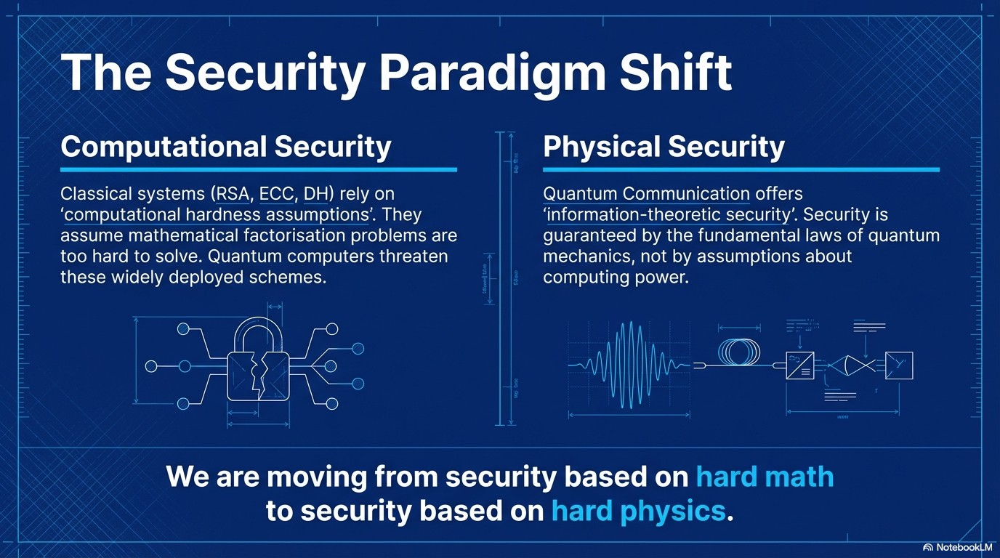 The Security Paradigm Shift
Computational Security
Classical systems (RSA, ECC, DH) rely on
‘computational hardness assumptions’. They
assume mathematical factorisation problems are
too hard to solve. Quantum computers threaten
these widely deployed schemes.
Physical Security
Quantum Communication offers
‘information-theoretic security’. Security is
guaranteed by the fundamental laws of quantum
mechanics, not by assumptions about
computing power.
We are moving from security based on hard math
to security based on hard physics.
NotebookLM